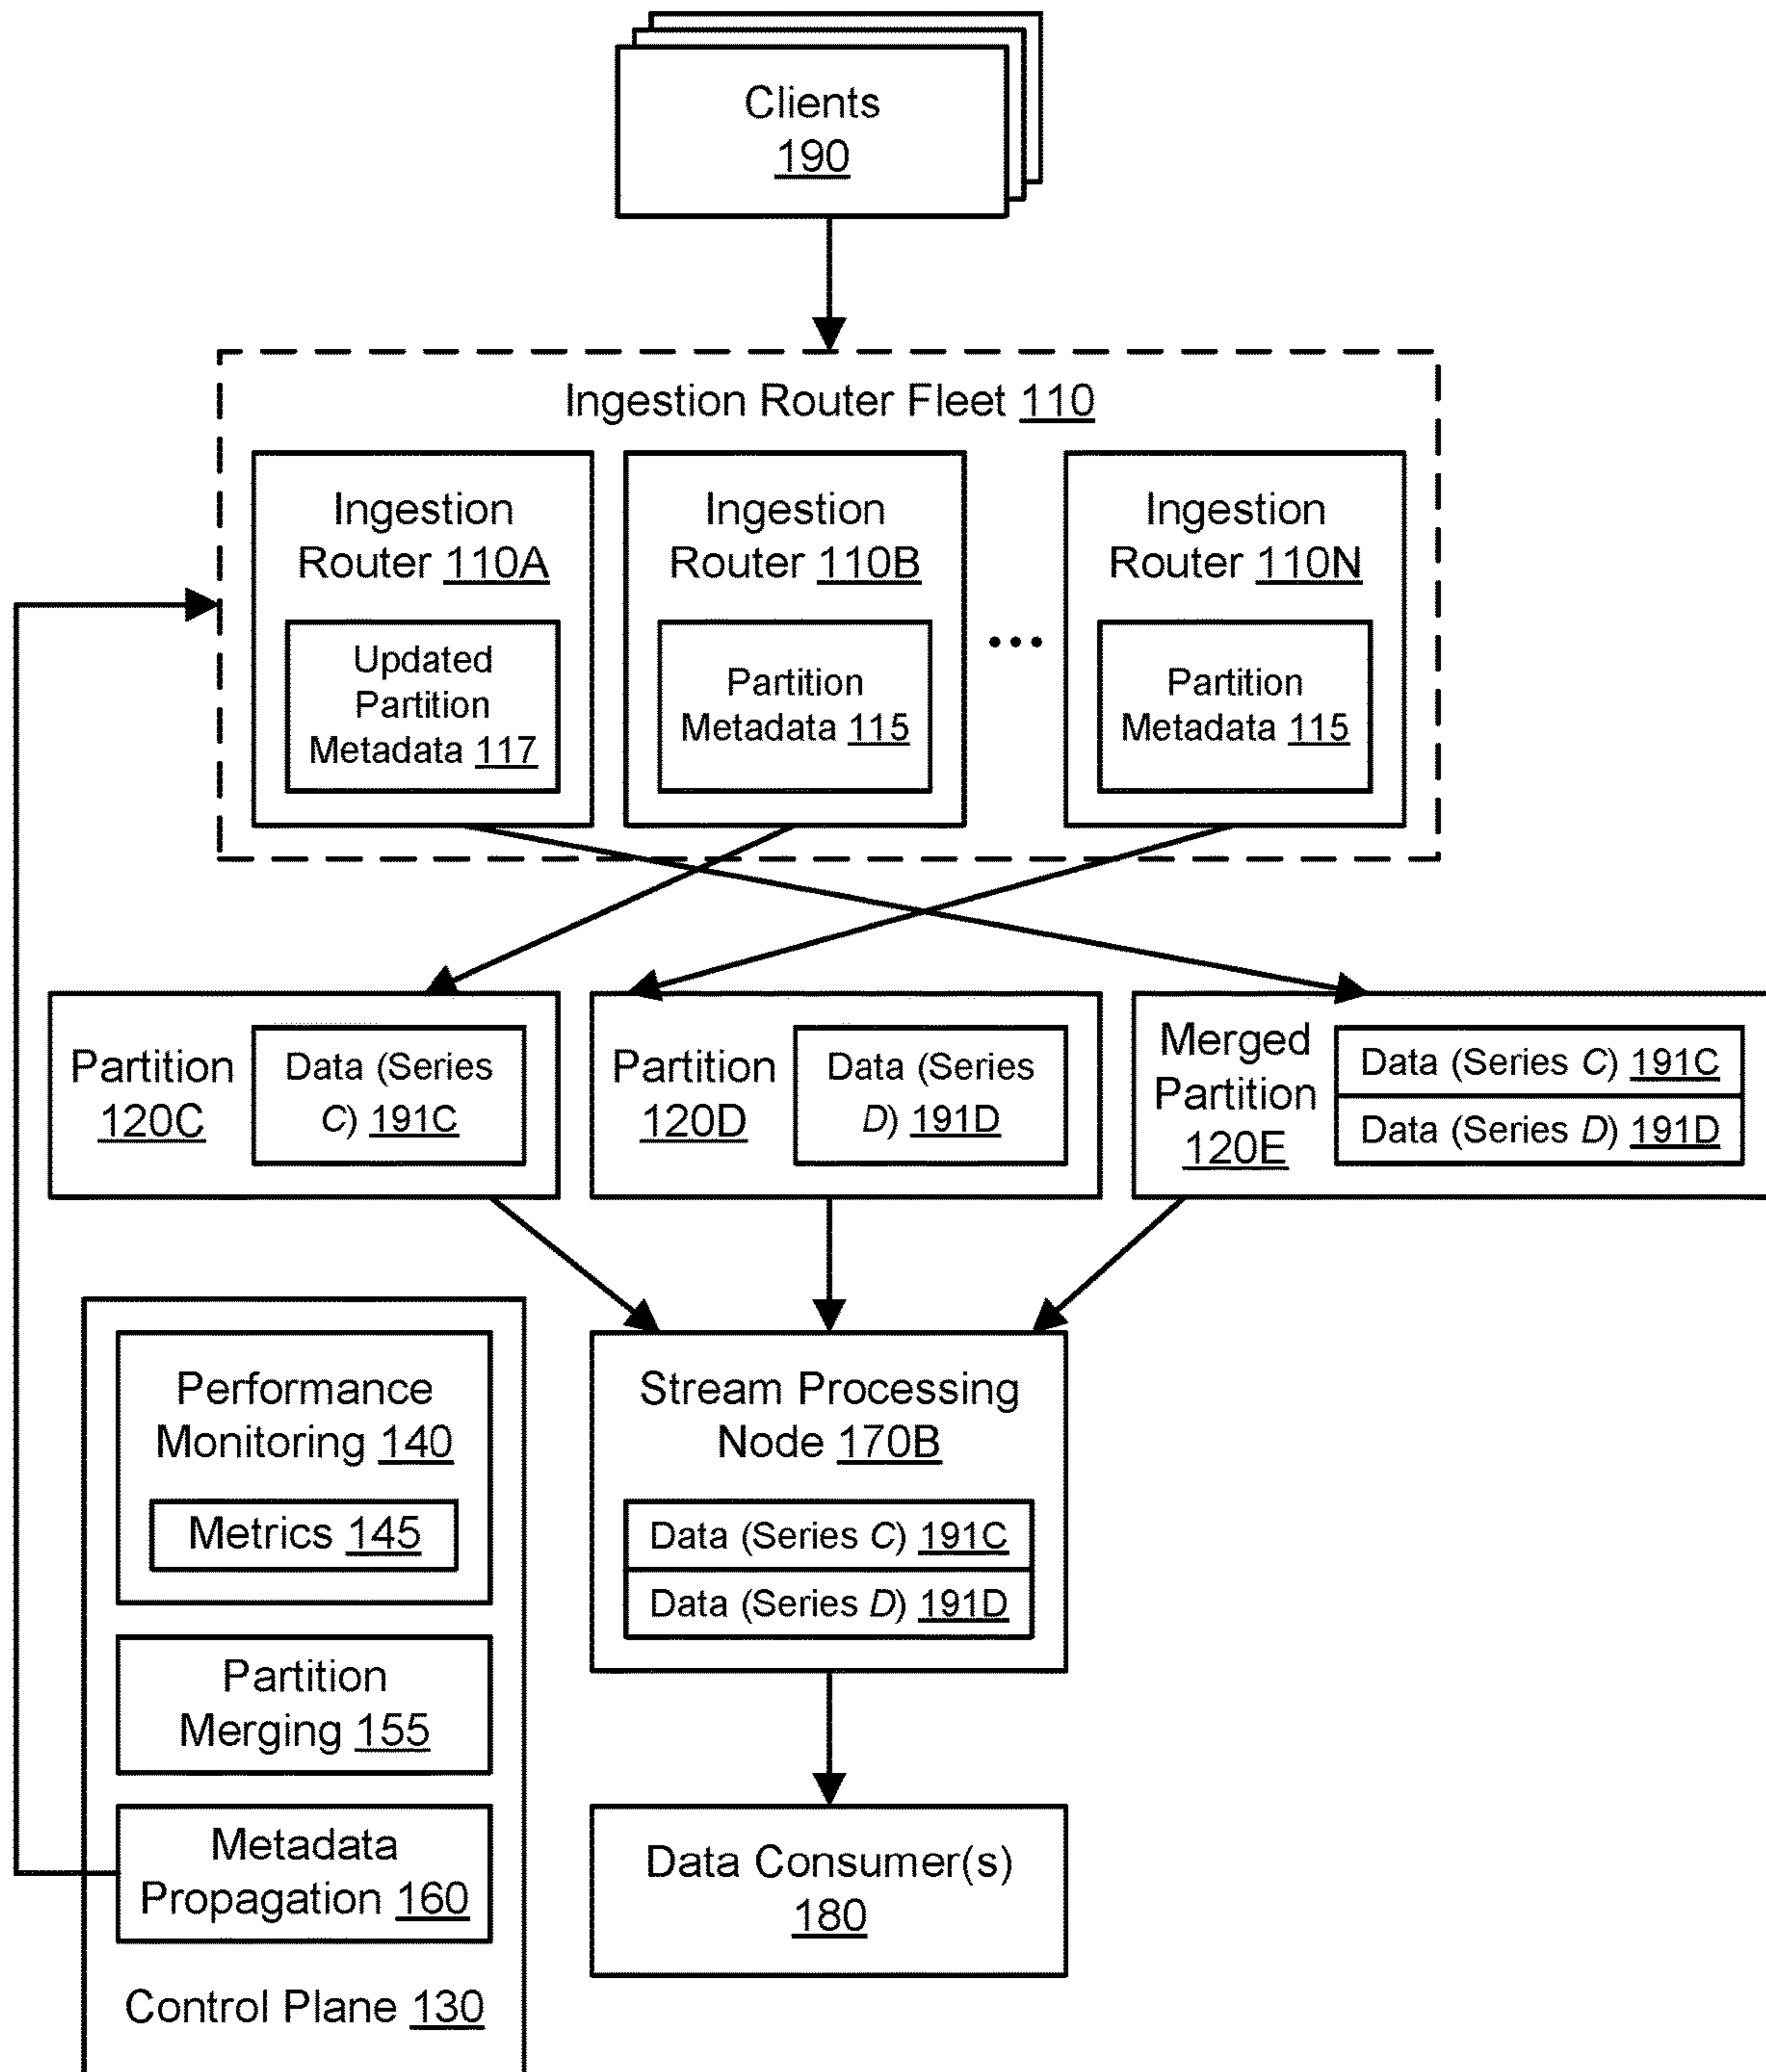 Clients
190
Ingestion Router Fleet 110
Ingestion
Router 110A
Updated
Partition
Metadata 117
Ingestion
Router 110B
Partition
Metadata 115
...
Ingestion
Router 110N
Partition
Metadata 115
Partition
120C
Data (Series
C) 191C
Partition
120D
Data (Series
D) 191D
Merged
Partition
120E
Data (Series C) 191C
Data (Series D) 191D
Performance
Monitoring 140
Metrics 145
Partition
Merging 155
Metadata
Propagation 160
Control Plane 130
Stream Processing
Node 170B
Data (Series C) 191C
Data (Series D) 191D
Data Consumer(s)
180